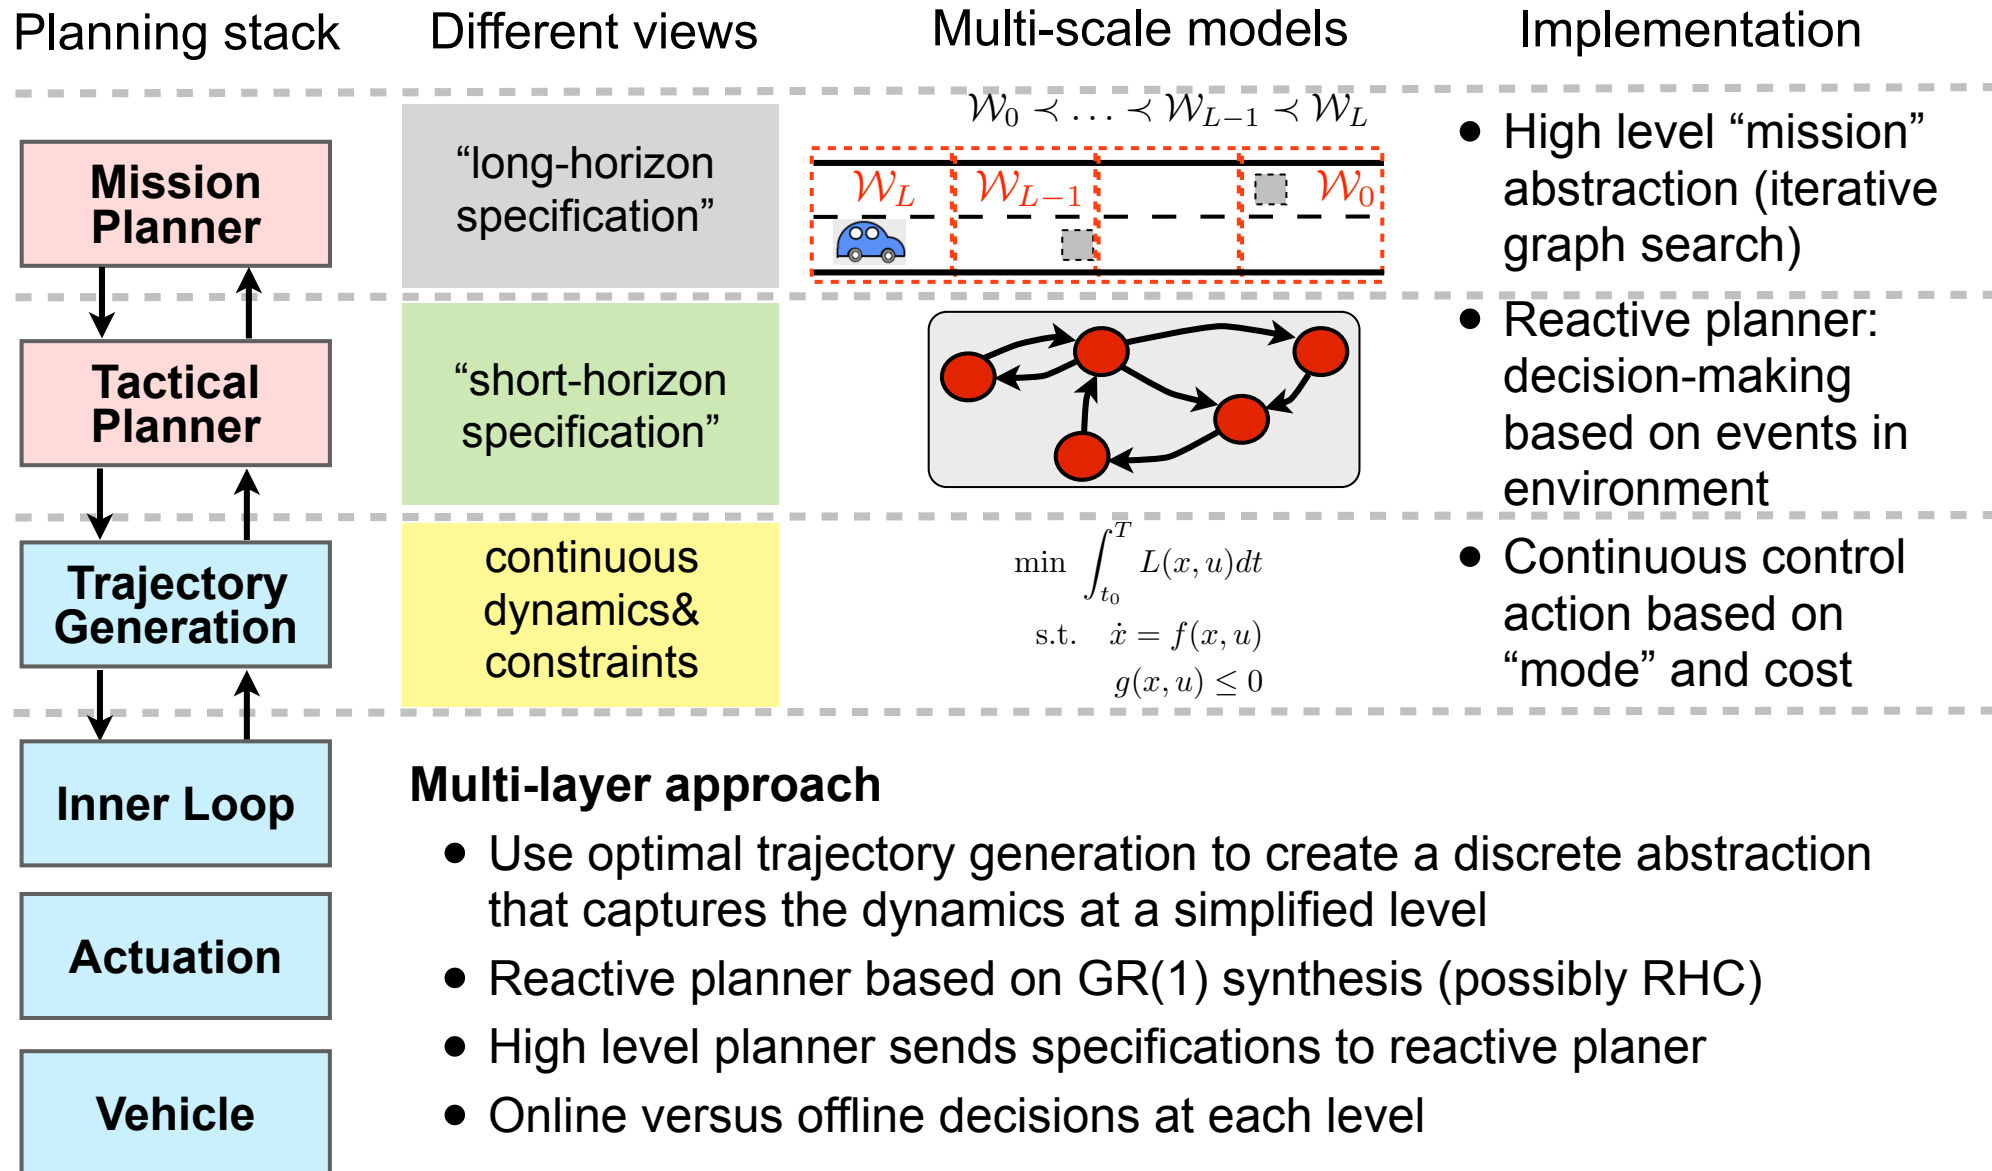 Planning stack
Different views
Multi-scale models
Implementation
Mission
Planner
“long-horizon
specification”
𝒲₀ ≺ … ≺ 𝒲_{L−1} ≺ 𝒲_L
𝒲_L
𝒲_{L−1}
𝒲₀
• High level “mission”
abstraction (iterative
graph search)
Tactical
Planner
“short-horizon
specification”
• Reactive planner:
decision-making
based on events in
environment
Trajectory
Generation
continuous
dynamics&
constraints
min ∫_{t₀}^{T} L(x, u)dt
s.t. ẋ = f(x, u)
g(x, u) ≤ 0
• Continuous control
action based on
“mode” and cost
Inner Loop
Actuation
Vehicle
Multi-layer approach
• Use optimal trajectory generation to create a discrete abstraction
that captures the dynamics at a simplified level
• Reactive planner based on GR(1) synthesis (possibly RHC)
• High level planner sends specifications to reactive planer
• Online versus offline decisions at each level